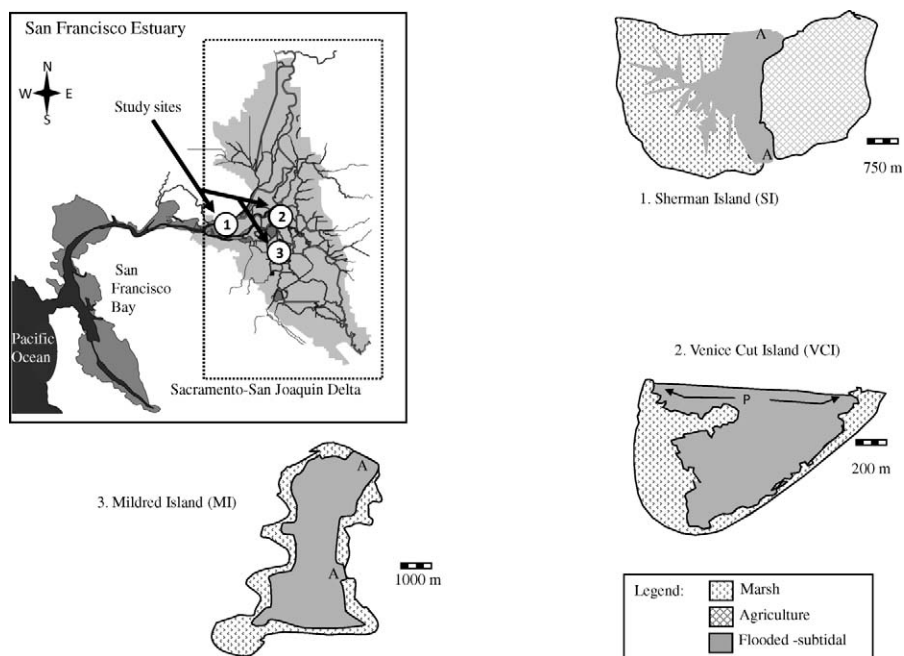 San Francisco Estuary
N
W E
S
Study sites
1
2
3
San
Francisco
Bay
Pacific
Ocean
Sacramento-San Joaquin Delta
A
A
750 m
1. Sherman Island (SI)
2. Venice Cut Island (VCI)
P
200 m
3. Mildred Island (MI)
A
A
1000 m
Legend:
Marsh
Agriculture
Flooded -subtidal